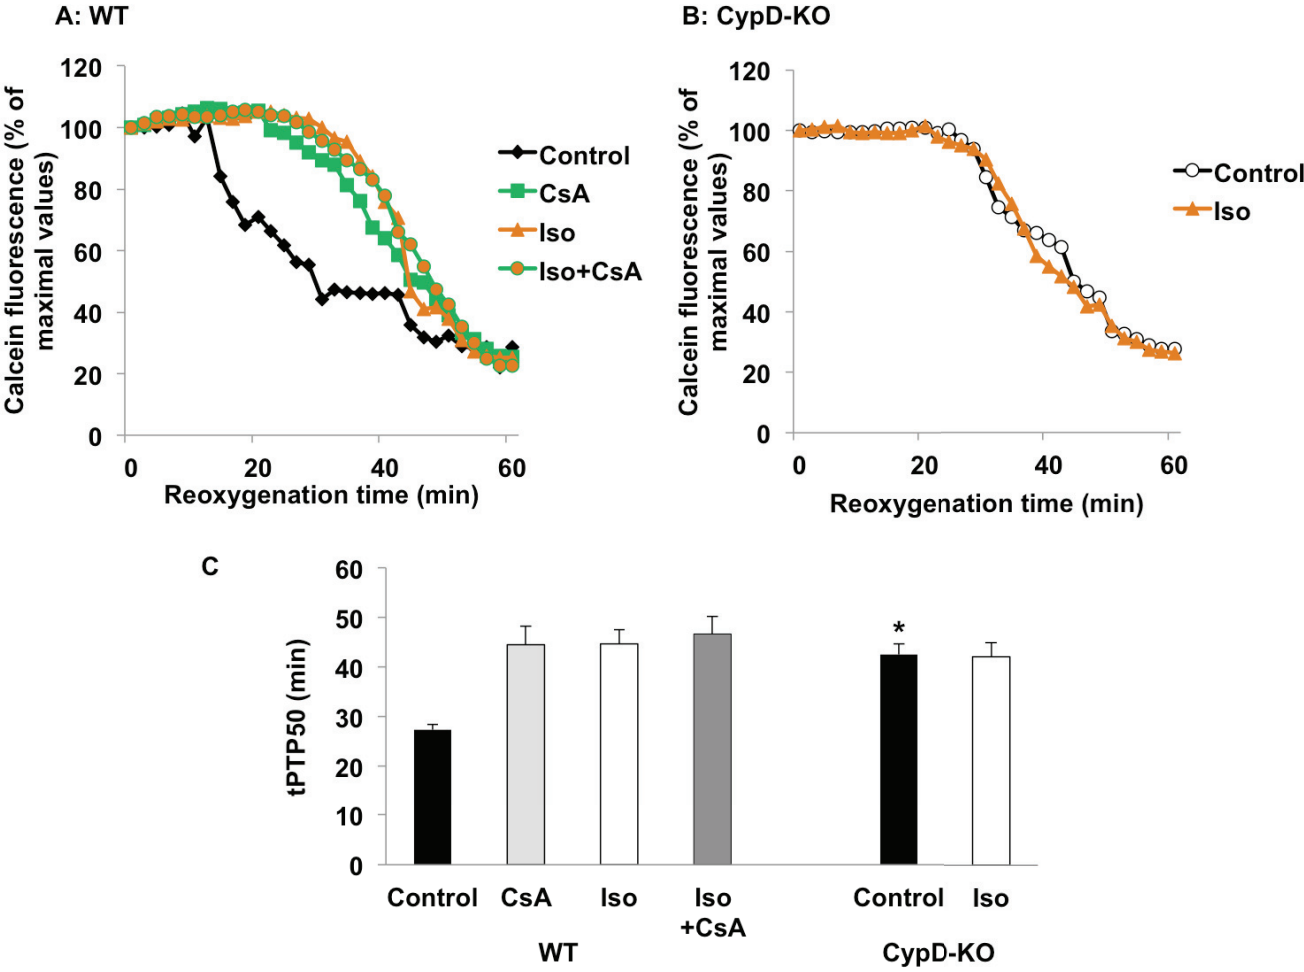 A: WT
Calcein fluorescence (% of
maximal values)
120
100
80
60
40
20
0
0 20 40 60
Reoxygenation time (min)
Control
CsA
Iso
Iso+CsA
B: CypD-KO
Calcein fluorescence (% of
maximal values)
120
100
80
60
40
20
0
0 20 40 60
Reoxygenation time (min)
Control
Iso
C
tPTP50 (min)
60
50
40
30
20
10
0
*
Control CsA Iso Iso Control Iso
+CsA
WT CypD-KO